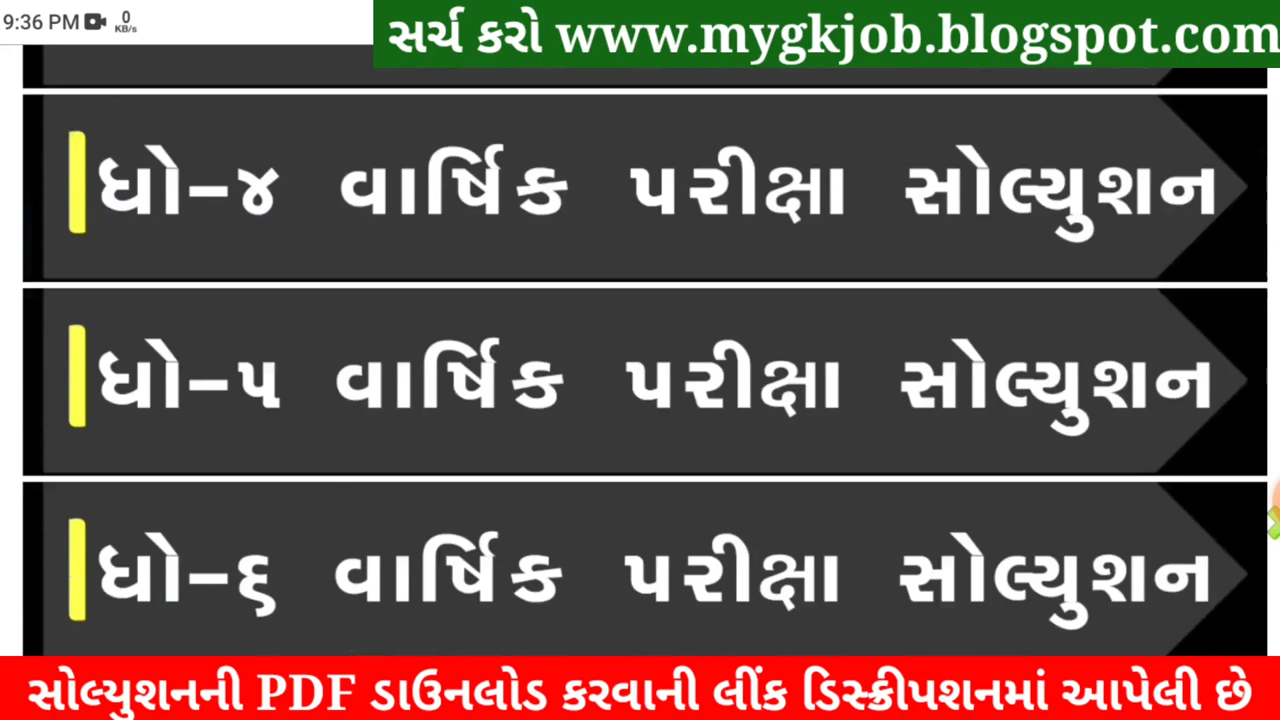 9:36 PM 0 KB/s
સર્ચ કરો www.mygkjob.blogspot.com
ધો-૪ વાર્ષિક પરીક્ષા સોલ્યુશન
ધો-૫ વાર્ષિક પરીક્ષા સોલ્યુશન
ધો-૬ વાર્ષિક પરીક્ષા સોલ્યુશન
સોલ્યુશનની PDF ડાઉનલોડ કરવાની લીંક ડિસ્ક્રીપશનમાં આપેલી છે